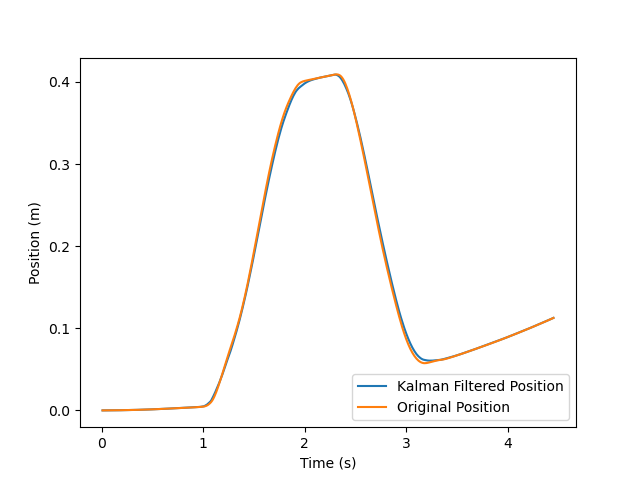 0.4
0.3
0.2
0.1
0.0
Position (m)
Kalman Filtered Position
Original Position
0 1 2 3 4
Time (s)